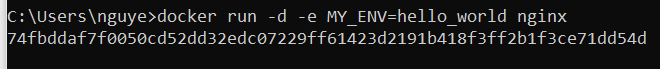 C:\Users\nguye>docker run -d -e MY_ENV=hello_world nginx
74fbddaf7f0050cd52dd32edc07229ff61423d2191b418f3ff2b1f3ce71dd54d